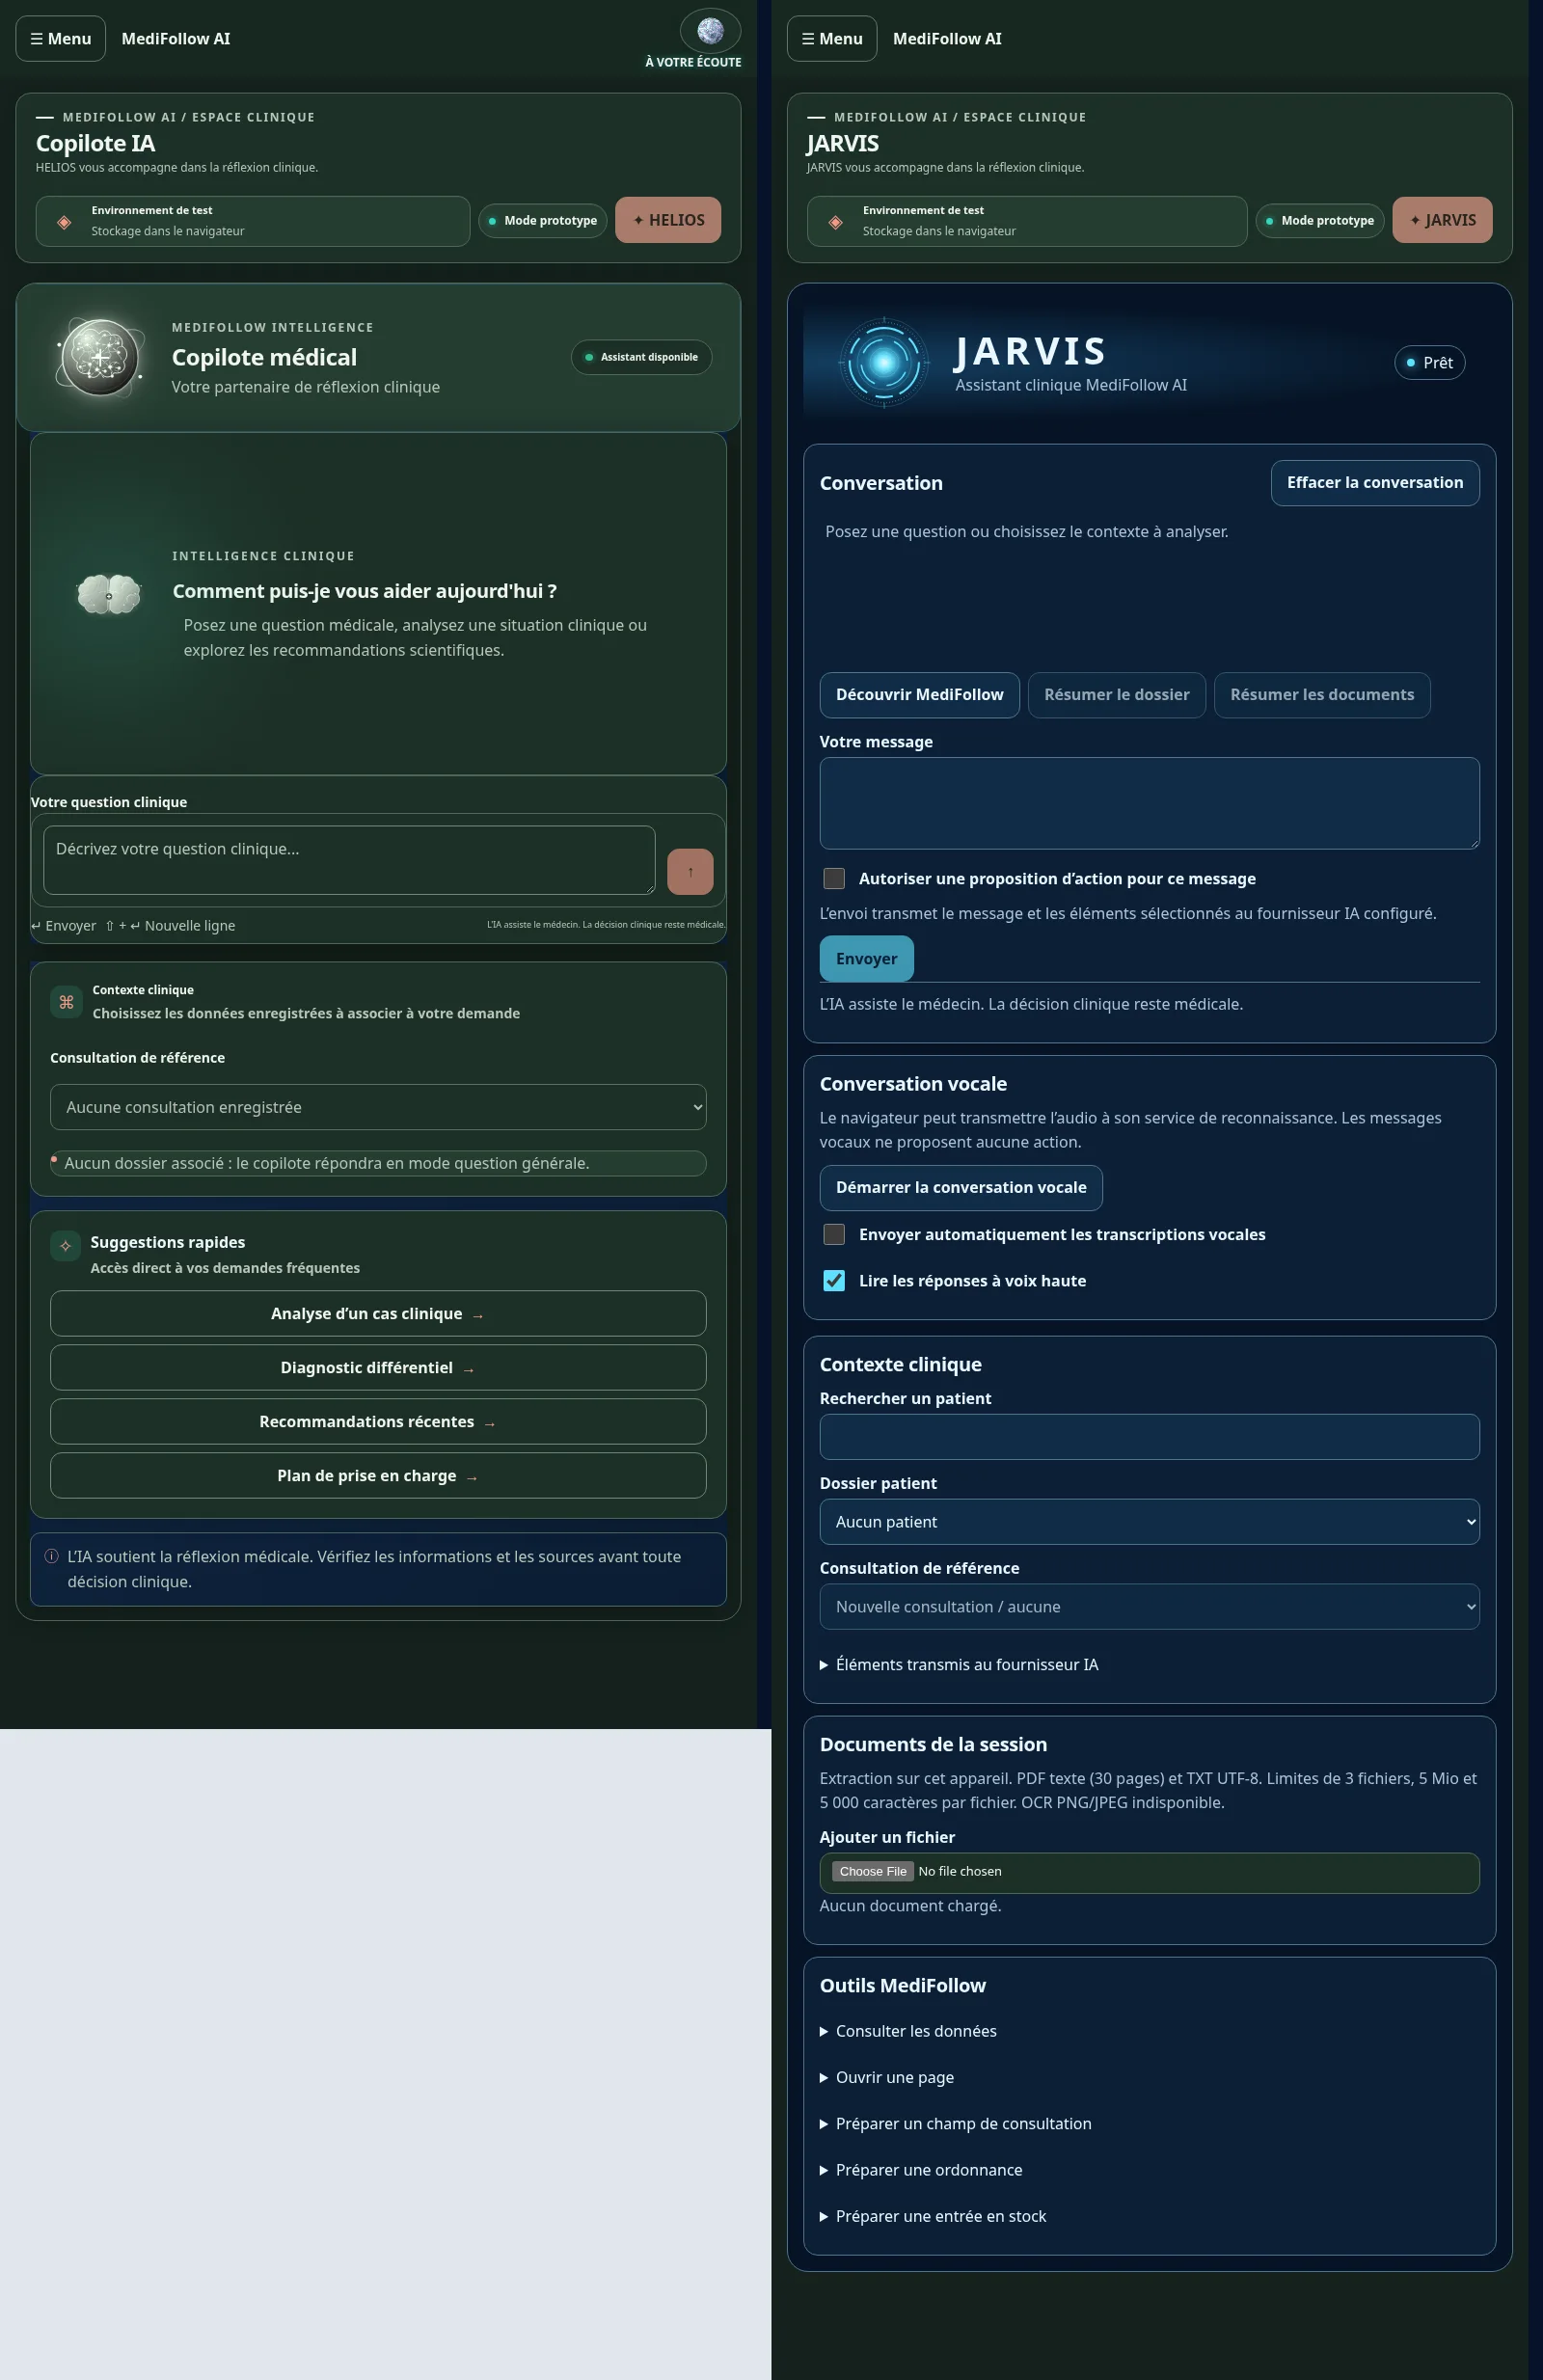 ☰ Menu
MediFollow AI
À VOTRE ÉCOUTE
MEDIFOLLOW AI / ESPACE CLINIQUE
Copilote IA
HELIOS vous accompagne dans la réflexion clinique.
◈
Environnement de test
Stockage dans le navigateur
Mode prototype
✦ HELIOS
MEDIFOLLOW INTELLIGENCE
Copilote médical
Votre partenaire de réflexion clinique
Assistant disponible
INTELLIGENCE CLINIQUE
Comment puis-je vous aider aujourd'hui ?
Posez une question médicale, analysez une situation clinique ou
explorez les recommandations scientifiques.
Votre question clinique
Décrivez votre question clinique...
↑
↵ Envoyer ⇧ + ↵ Nouvelle ligne
L'IA assiste le médecin. La décision clinique reste médicale.
⌘
Contexte clinique
Choisissez les données enregistrées à associer à votre demande
Consultation de référence
Aucune consultation enregistrée
Aucun dossier associé : le copilote répondra en mode question générale.
✧
Suggestions rapides
Accès direct à vos demandes fréquentes
Analyse d’un cas clinique →
Diagnostic différentiel →
Recommandations récentes →
Plan de prise en charge →
ⓘ L’IA soutient la réflexion médicale. Vérifiez les informations et les sources avant toute
décision clinique.
☰ Menu
MediFollow AI
MEDIFOLLOW AI / ESPACE CLINIQUE
JARVIS
JARVIS vous accompagne dans la réflexion clinique.
◈
Environnement de test
Stockage dans le navigateur
Mode prototype
✦ JARVIS
JARVIS
Assistant clinique MediFollow AI
Prêt
Conversation
Effacer la conversation
Posez une question ou choisissez le contexte à analyser.
Découvrir MediFollow
Résumer le dossier
Résumer les documents
Votre message
Autoriser une proposition d’action pour ce message
L’envoi transmet le message et les éléments sélectionnés au fournisseur IA configuré.
Envoyer
L’IA assiste le médecin. La décision clinique reste médicale.
Conversation vocale
Le navigateur peut transmettre l’audio à son service de reconnaissance. Les messages
vocaux ne proposent aucune action.
Démarrer la conversation vocale
Envoyer automatiquement les transcriptions vocales
Lire les réponses à voix haute
Contexte clinique
Rechercher un patient
Dossier patient
Aucun patient
Consultation de référence
Nouvelle consultation / aucune
▶ Éléments transmis au fournisseur IA
Documents de la session
Extraction sur cet appareil. PDF texte (30 pages) et TXT UTF-8. Limites de 3 fichiers, 5 Mio et
5 000 caractères par fichier. OCR PNG/JPEG indisponible.
Ajouter un fichier
Choose File No file chosen
Aucun document chargé.
Outils MediFollow
▶ Consulter les données
▶ Ouvrir une page
▶ Préparer un champ de consultation
▶ Préparer une ordonnance
▶ Préparer une entrée en stock